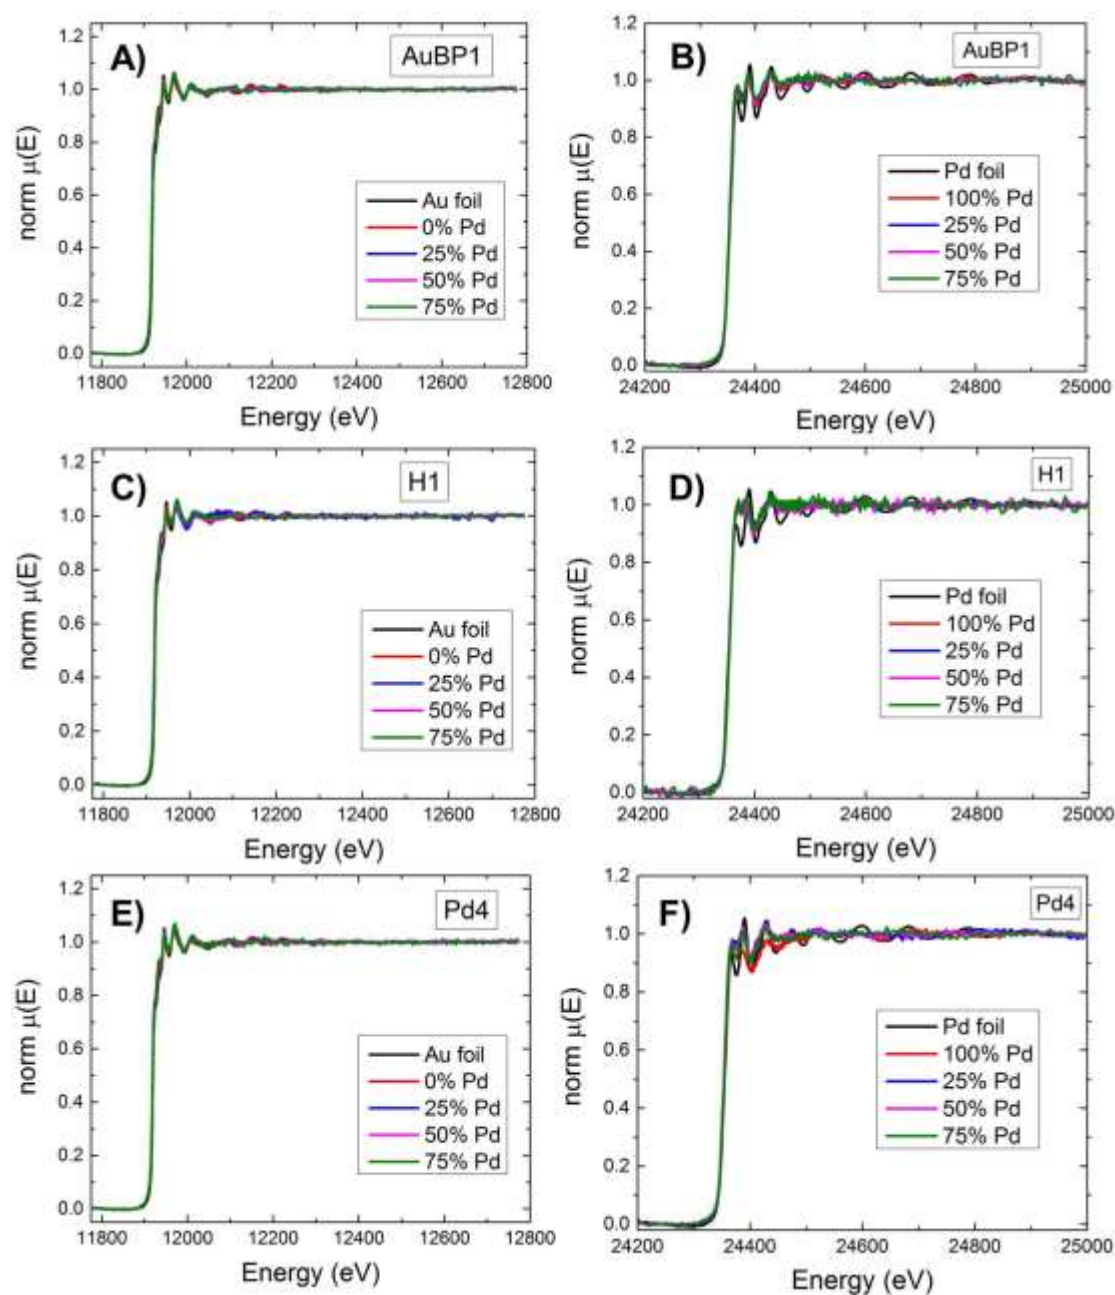 A)
AuBP1
norm μ(E)
1.2
1.0
0.8
0.6
0.4
0.2
0.0
Au foil
0% Pd
25% Pd
50% Pd
75% Pd
11800 12000 12200 12400 12600 12800
Energy (eV)
B)
AuBP1
norm μ(E)
1.2
1.0
0.8
0.6
0.4
0.2
0.0
Pd foil
100% Pd
25% Pd
50% Pd
75% Pd
24200 24400 24600 24800 25000
Energy (eV)
C)
H1
norm μ(E)
1.2
1.0
0.8
0.6
0.4
0.2
0.0
Au foil
0% Pd
25% Pd
50% Pd
75% Pd
11800 12000 12200 12400 12600 12800
Energy (eV)
D)
H1
norm μ(E)
1.2
1.0
0.8
0.6
0.4
0.2
0.0
Pd foil
100% Pd
25% Pd
50% Pd
75% Pd
24200 24400 24600 24800 25000
Energy (eV)
E)
Pd4
norm μ(E)
1.2
1.0
0.8
0.6
0.4
0.2
0.0
Au foil
0% Pd
25% Pd
50% Pd
75% Pd
11800 12000 12200 12400 12600 12800
Energy (eV)
F)
Pd4
norm μ(E)
1.2
1.0
0.8
0.6
0.4
0.2
0.0
Pd foil
100% Pd
25% Pd
50% Pd
75% Pd
24200 24400 24600 24800 25000
Energy (eV)